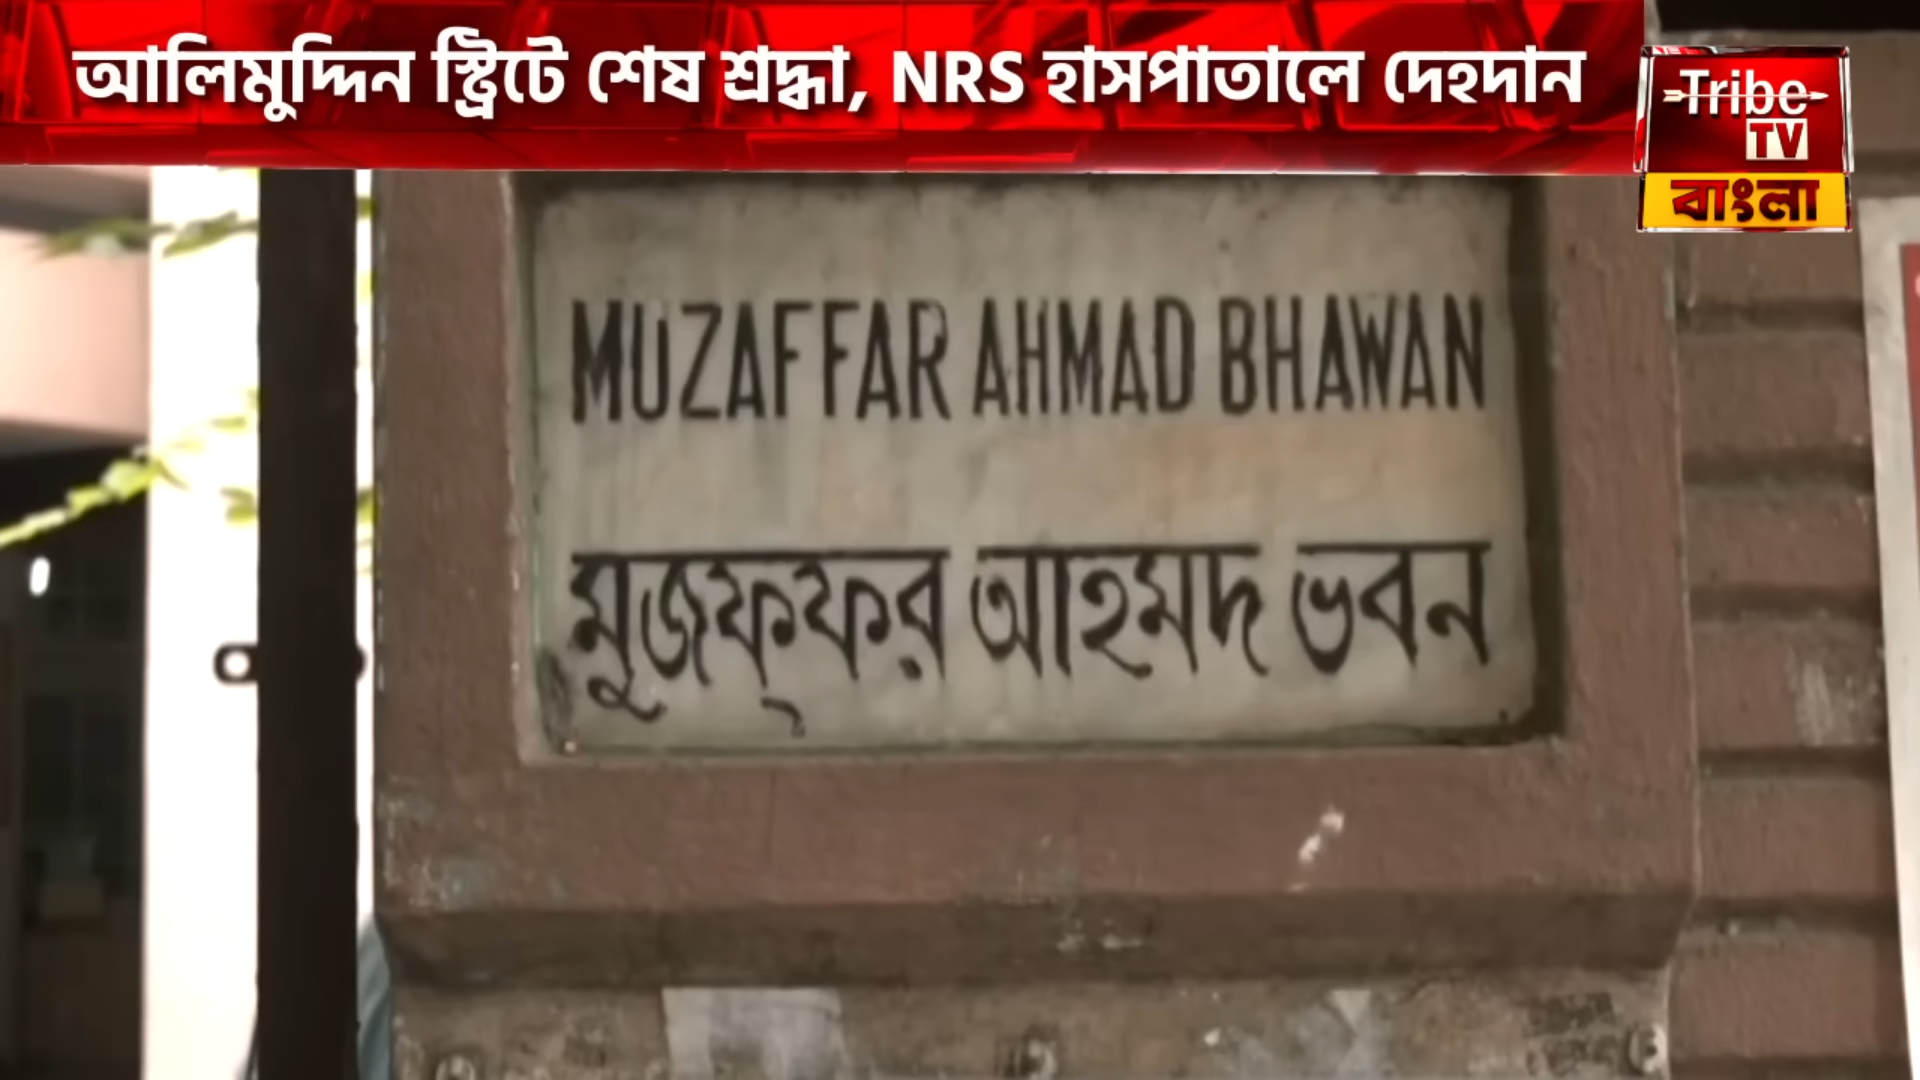 আলিমুদ্দিন স্ট্রিটে শেষ শ্রদ্ধা, NRS হাসপাতালে দেহদান
Tribe
TV
বাংলা
MUZAFFAR AHMAD BHAWAN
মুজফ্ফর আহমদ ভবন